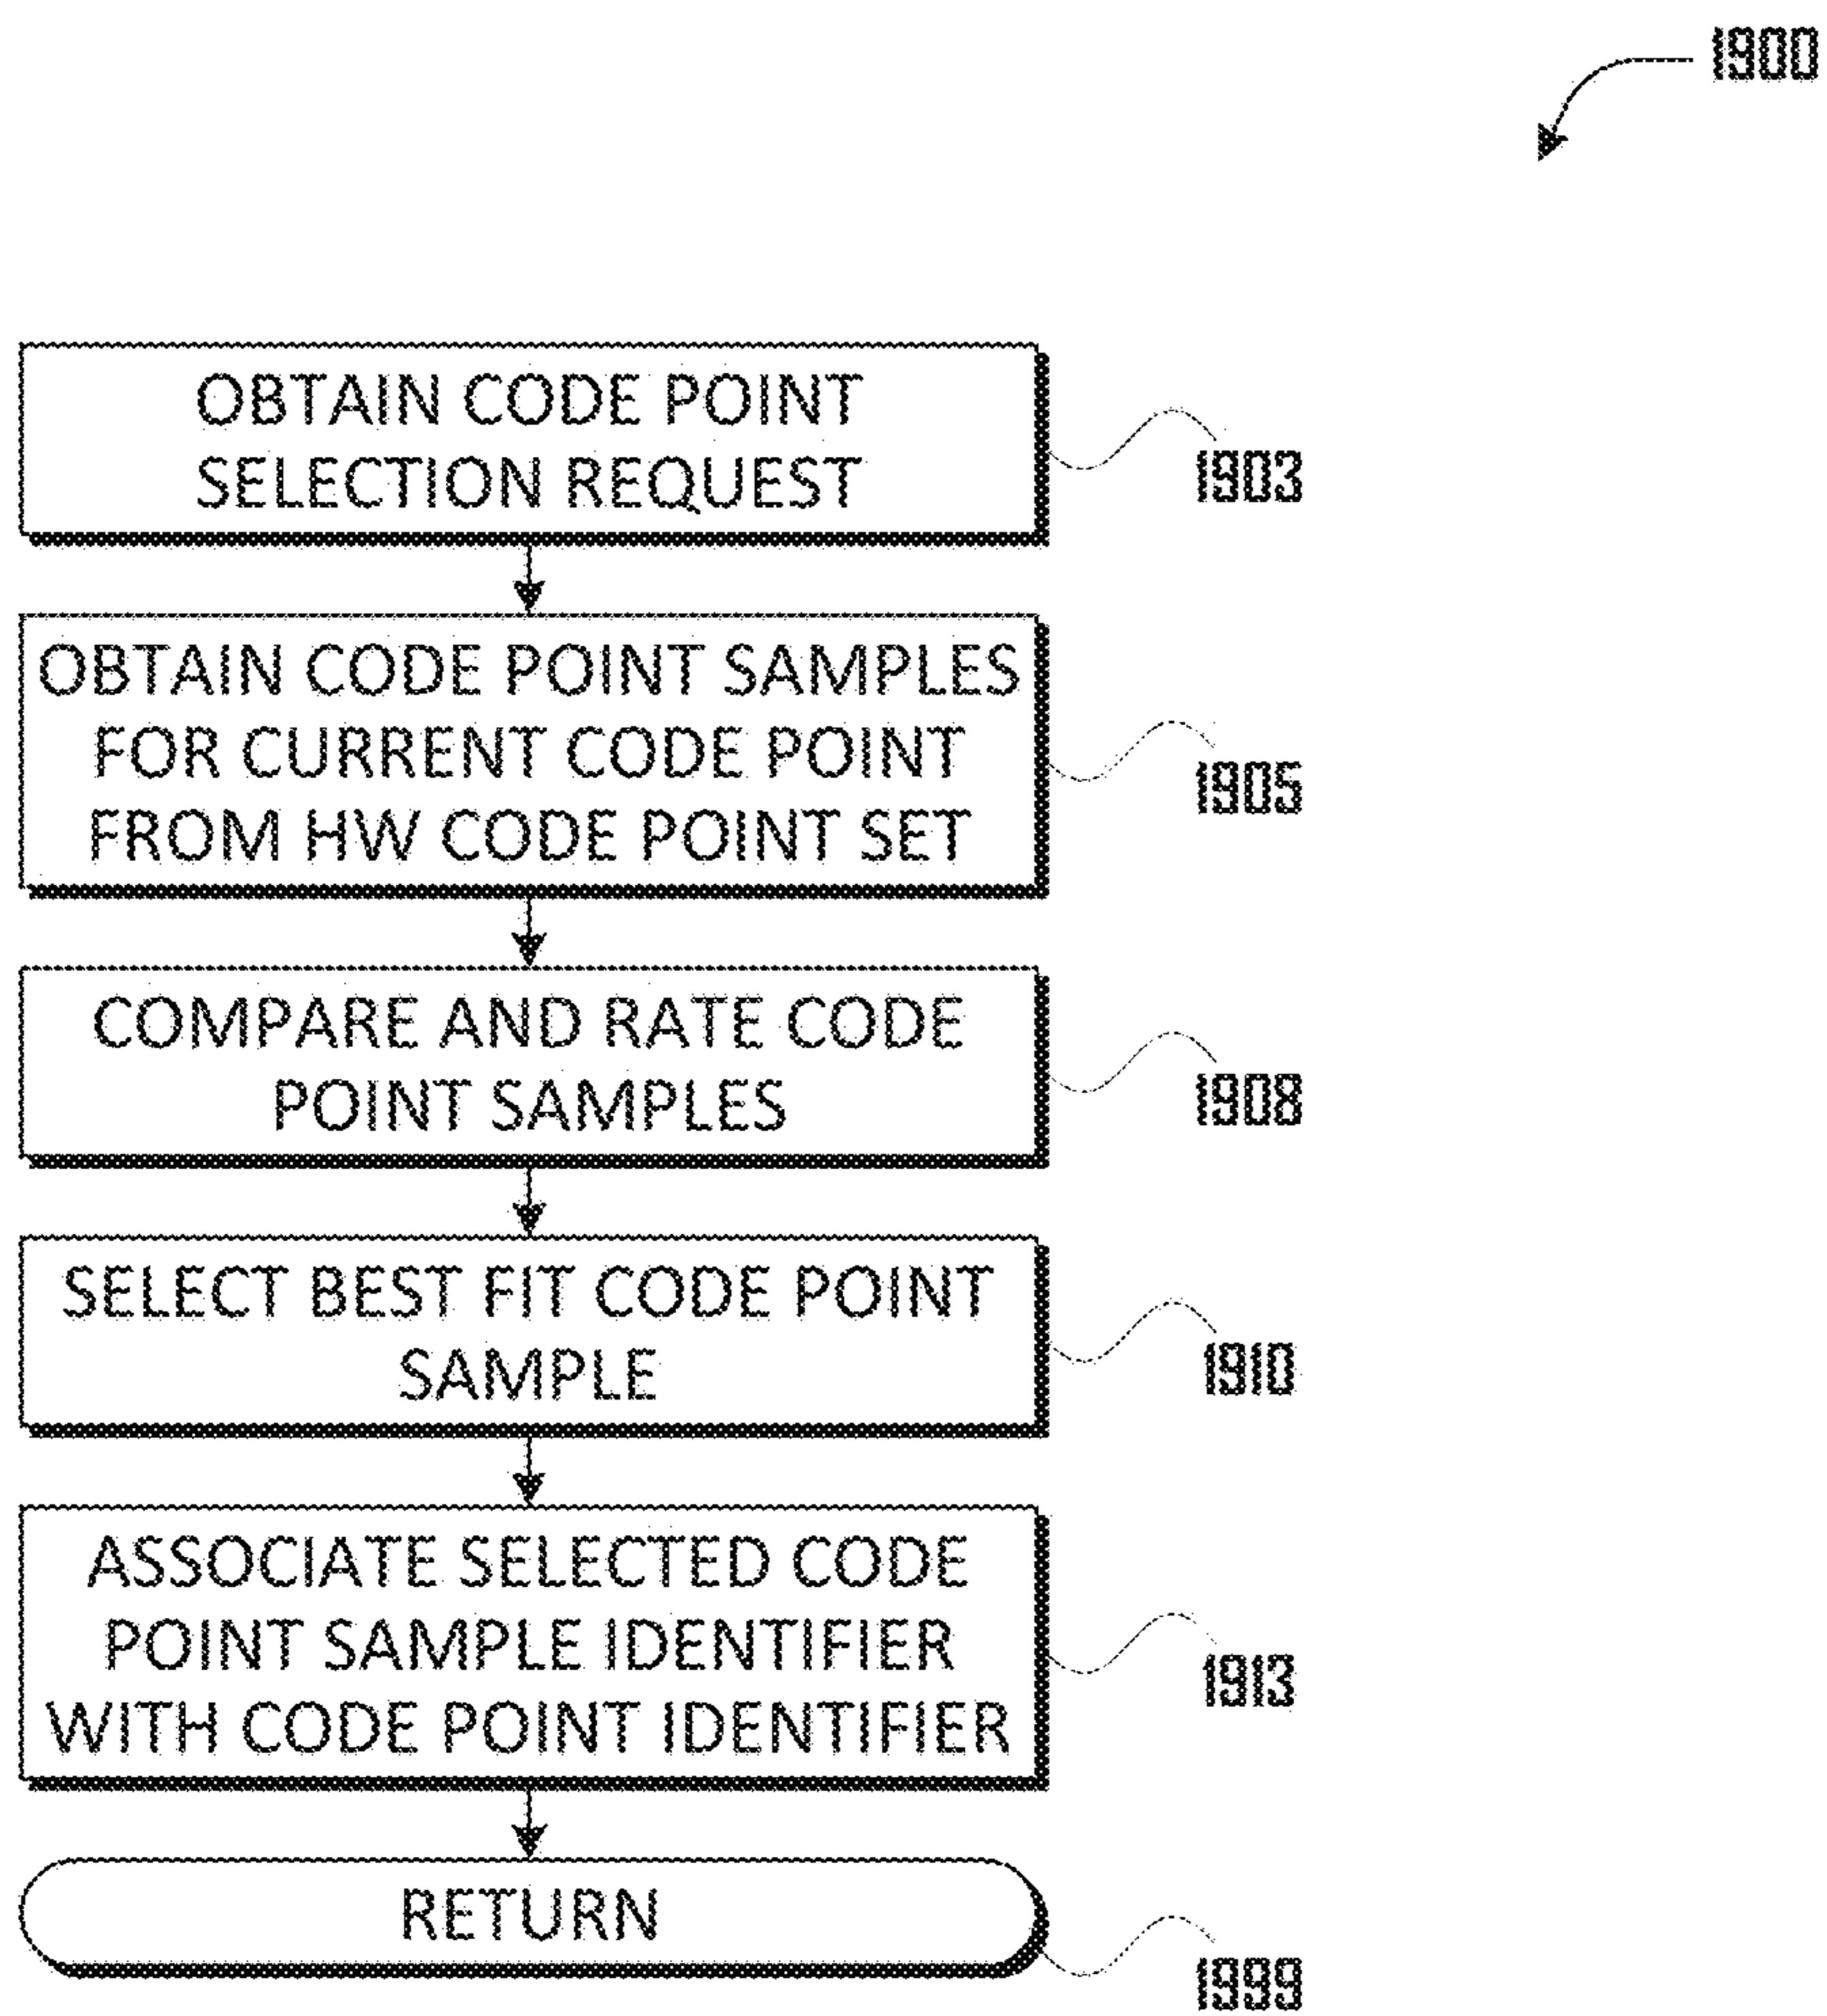 1900
OBTAIN CODE POINT
SELECTION REQUEST
1903
OBTAIN CODE POINT SAMPLES
FOR CURRENT CODE POINT
FROM HW CODE POINT SET
1905
COMPARE AND RATE CODE
POINT SAMPLES
1908
SELECT BEST FIT CODE POINT
SAMPLE
1910
ASSOCIATE SELECTED CODE
POINT SAMPLE IDENTIFIER
WITH CODE POINT IDENTIFIER
1913
RETURN
1999